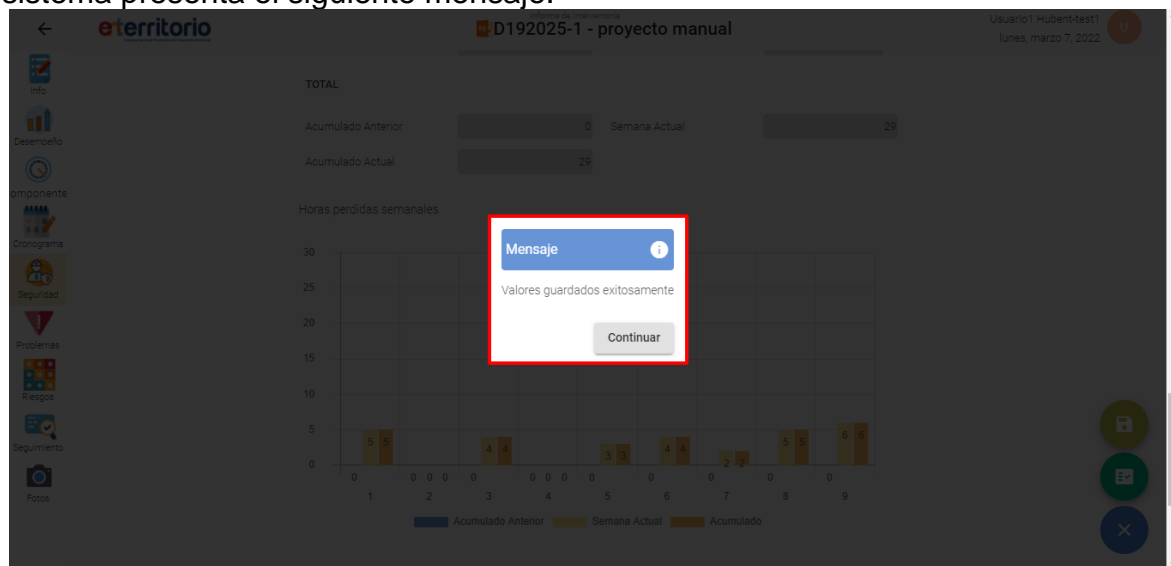 sistema presenta el siguiente mensaje:
eterritorio
D192025-1 - proyecto manual
Usuario1 Hubent-test1
lunes, marzo 7, 2022
U
Info
Desempeño
omponente
Cronograma
Seguridad
Problemas
Riesgos
Seguimiento
Fotos
TOTAL
Acumulado Anterior 0 Semana Actual 29
Acumulado Actual 29
Horas perdidas semanales
Mensaje
Valores guardados exitosamente
Continuar
30
25
20
15
10
5
0
5 5 4 4 3 3 4 4 2 2 5 5 6 6
0 0 0 0 0 0 0 0 0 0 0 0 0
1 2 3 4 5 6 7 8 9
Acumulado Anterior Semana Actual Acumulado